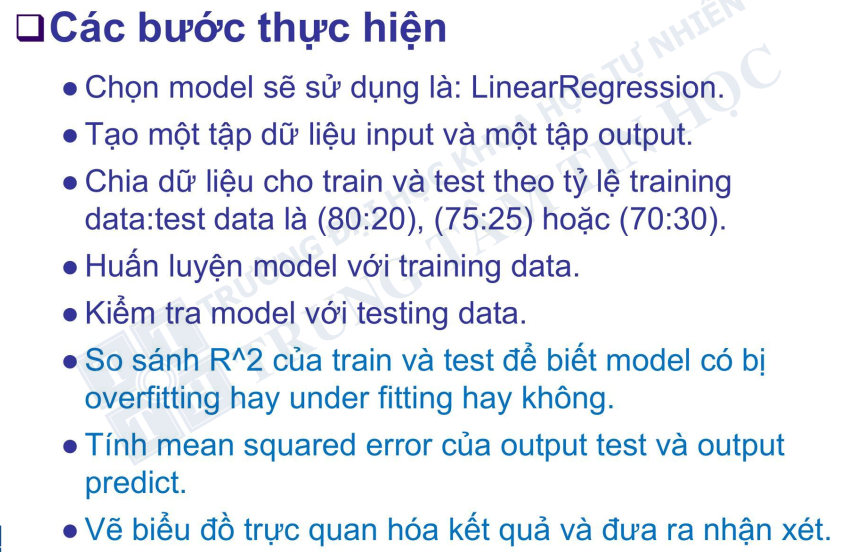 Các bước thực hiện
● Chọn model sẽ sử dụng là: LinearRegression.
● Tạo một tập dữ liệu input và một tập output.
● Chia dữ liệu cho train và test theo tỷ lệ training
data:test data là (80:20), (75:25) hoặc (70:30).
● Huấn luyện model với training data.
● Kiểm tra model với testing data.
● So sánh R^2 của train và test để biết model có bị
overfitting hay under fitting hay không.
● Tính mean squared error của output test và output
predict.
● Vẽ biểu đồ trực quan hóa kết quả và đưa ra nhận xét.
TRƯỜNG ĐẠI HỌC KHOA HỌC TỰ NHIÊN
TRUNG TÂM TIN HỌC